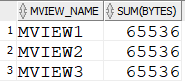 MVIEW_NAME SUM(BYTES)
1 MVIEW1 65536
2 MVIEW2 65536
3 MVIEW3 65536